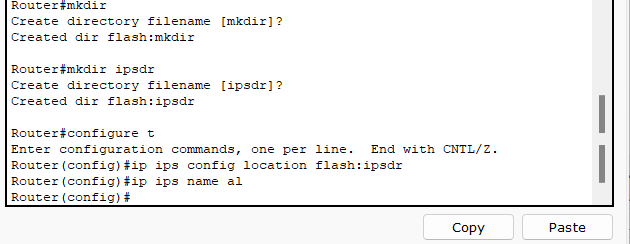 Router#mkdir
Create directory filename [mkdir]?
Created dir flash:mkdir
Router#mkdir ipsdr
Create directory filename [ipsdr]?
Created dir flash:ipsdr
Router#configure t
Enter configuration commands, one per line.  End with CNTL/Z.
Router(config)#ip ips config location flash:ipsdr
Router(config)#ip ips name al
Router(config)#
Copy Paste